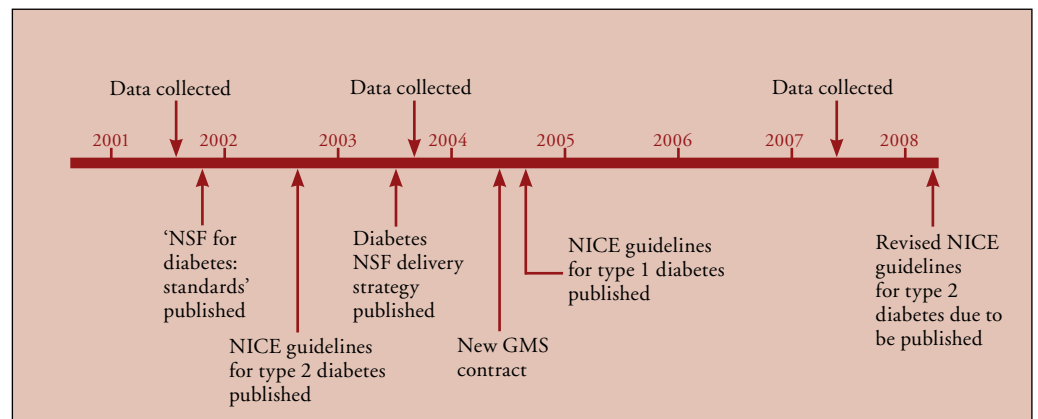 Data collected
Data collected
Data collected
2001 2002 2003 2004 2005 2006 2007 2008
‘NSF for
diabetes:
standards’
published
NICE guidelines
for type 2 diabetes
published
Diabetes
NSF delivery
strategy
published
New GMS
contract
NICE guidelines
for type 1 diabetes
published
Revised NICE
guidelines
for type 2
diabetes due to
be published